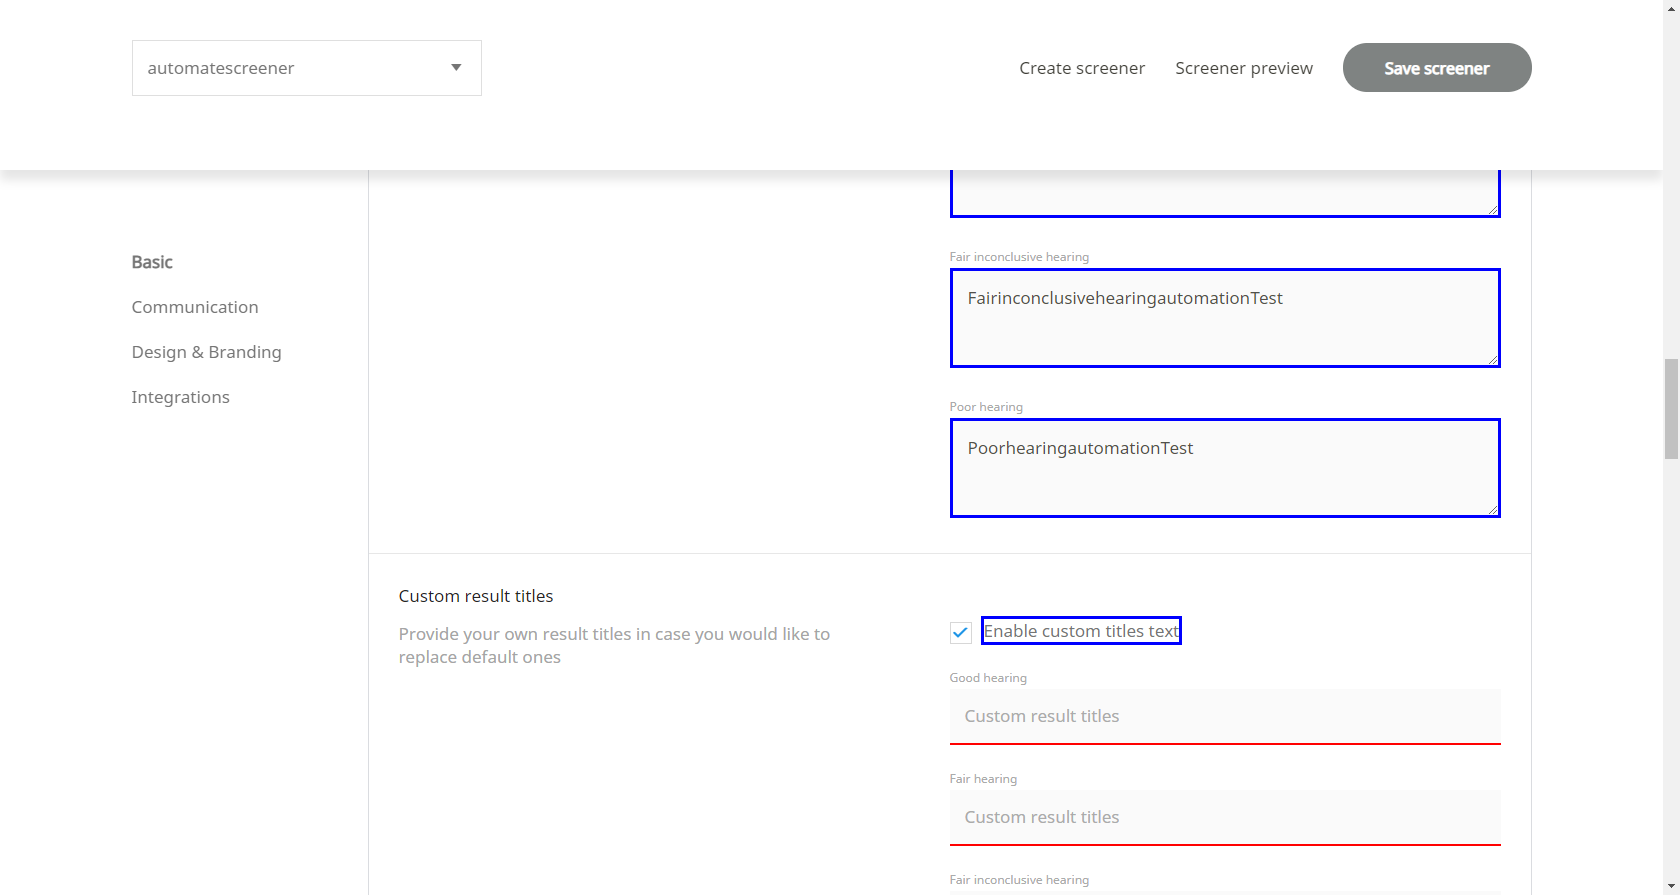 automatescreener
Create screener
Screener preview
Save screener
Basic
Communication
Design & Branding
Integrations
Fair inconclusive hearing
FairinconclusivehearingautomationTest
Poor hearing
PoorhearingautomationTest
Custom result titles
Provide your own result titles in case you would like to
replace default ones
Enable custom titles text
Good hearing
Custom result titles
Fair hearing
Custom result titles
Fair inconclusive hearing